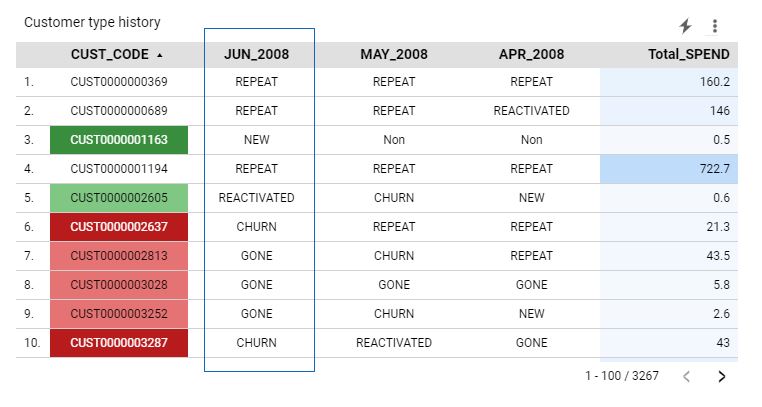 Customer type history
CUST_CODE JUN_2008 MAY_2008 APR_2008 Total_SPEND
1. CUST0000000369 REPEAT REPEAT REPEAT 160.2
2. CUST0000000689 REPEAT REPEAT REACTIVATED 146
3. CUST0000001163 NEW Non Non 0.5
4. CUST0000001194 REPEAT REPEAT REPEAT 722.7
5. CUST0000002605 REACTIVATED CHURN NEW 0.6
6. CUST0000002637 CHURN REPEAT REPEAT 21.3
7. CUST0000002813 GONE CHURN REPEAT 43.5
8. CUST0000003028 GONE GONE GONE 5.8
9. CUST0000003252 GONE CHURN NEW 2.6
10. CUST0000003287 CHURN REACTIVATED GONE 43
1 - 100 / 3267